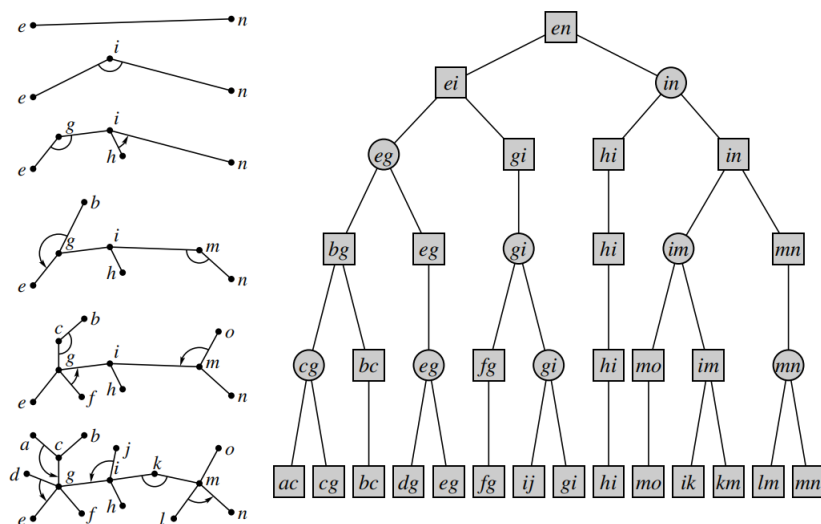 e n
i
e n
g i
h
e n
b
g i m
h
e n
c b o
g i m
h
e f n
a c b j o
d g i k m
h
e f l n
en
ei in
eg gi hi in
bg eg gi hi im mn
cg bc eg fg gi hi mo im mn
ac cg bc dg eg fg ij gi hi mo ik km lm mn